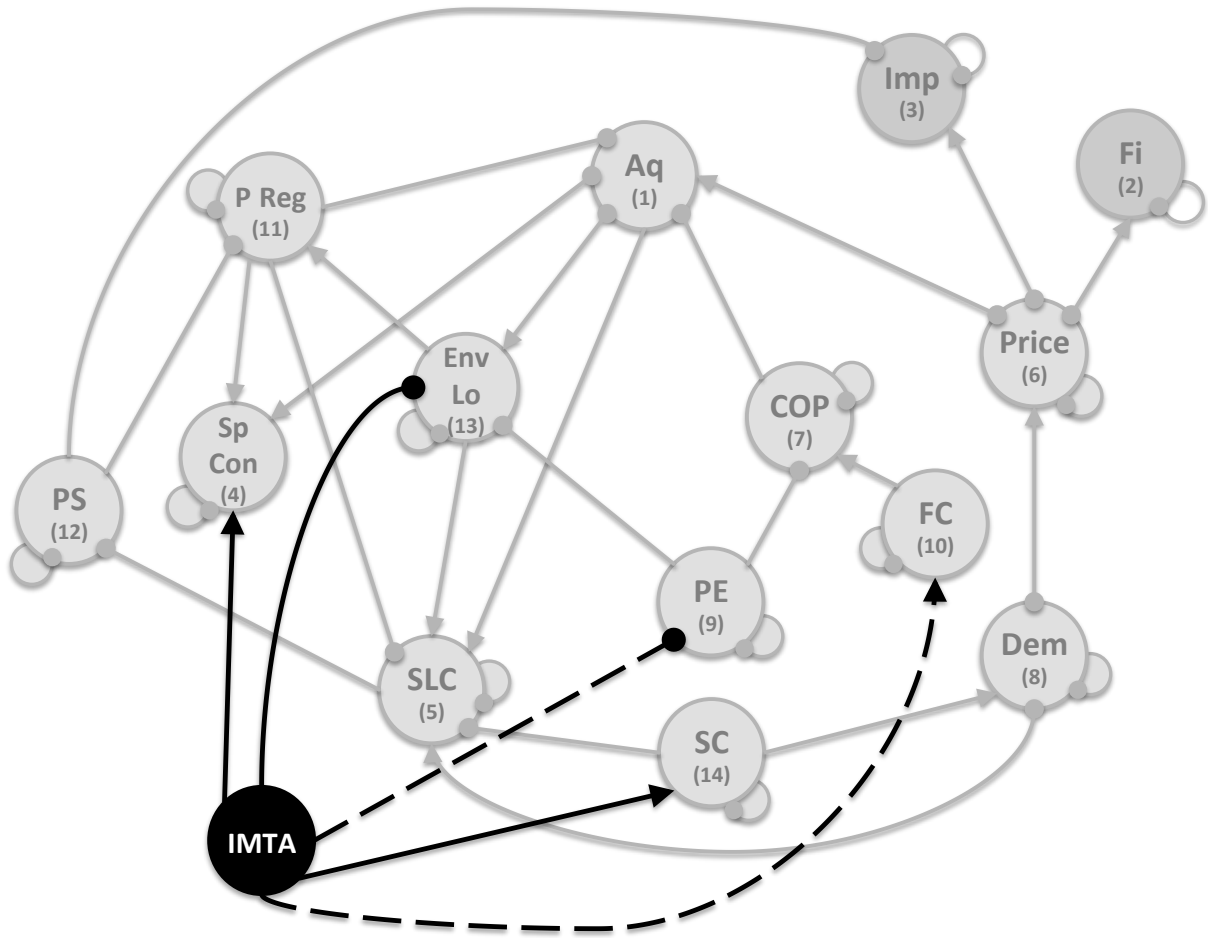 Imp
(3)
Fi
(2)
Aq
(1)
P Reg
(11)
Price
(6)
Env
Lo
(13)
COP
(7)
Sp
Con
(4)
PS
(12)
FC
(10)
PE
(9)
Dem
(8)
SLC
(5)
SC
(14)
IMTA